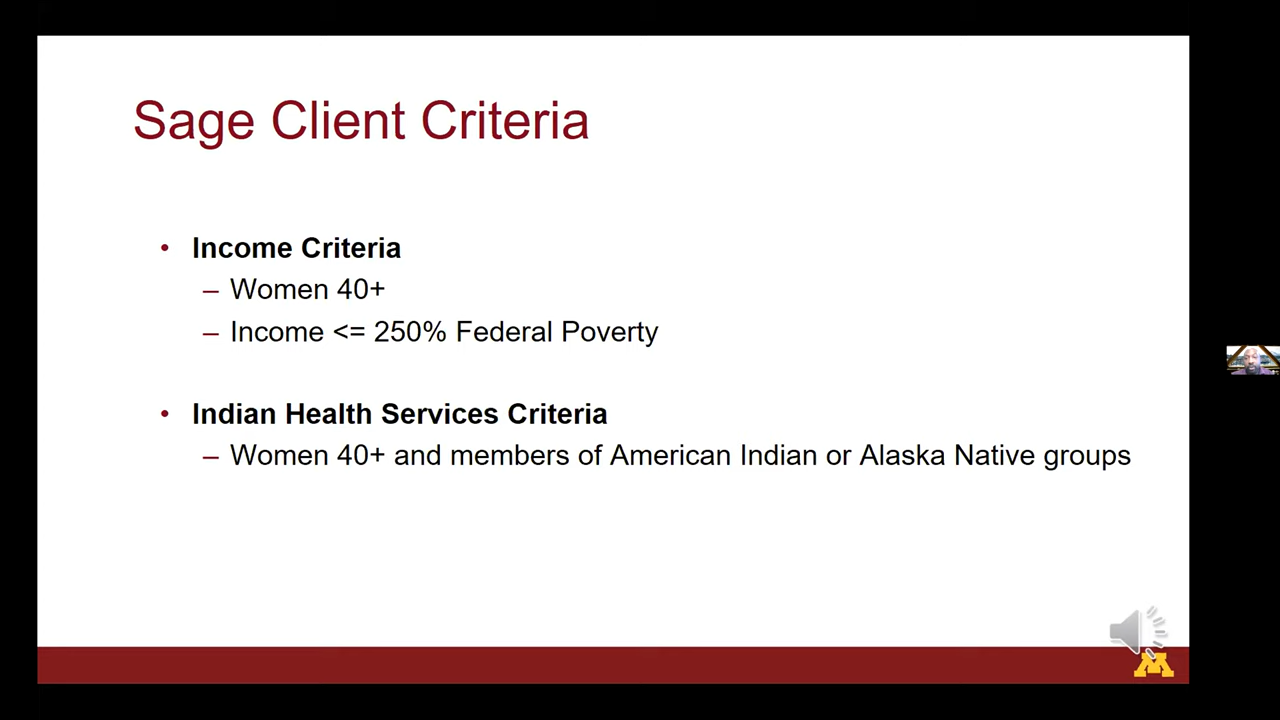 Sage Client Criteria
• Income Criteria
– Women 40+
– Income <= 250% Federal Poverty
• Indian Health Services Criteria
– Women 40+ and members of American Indian or Alaska Native groups
M